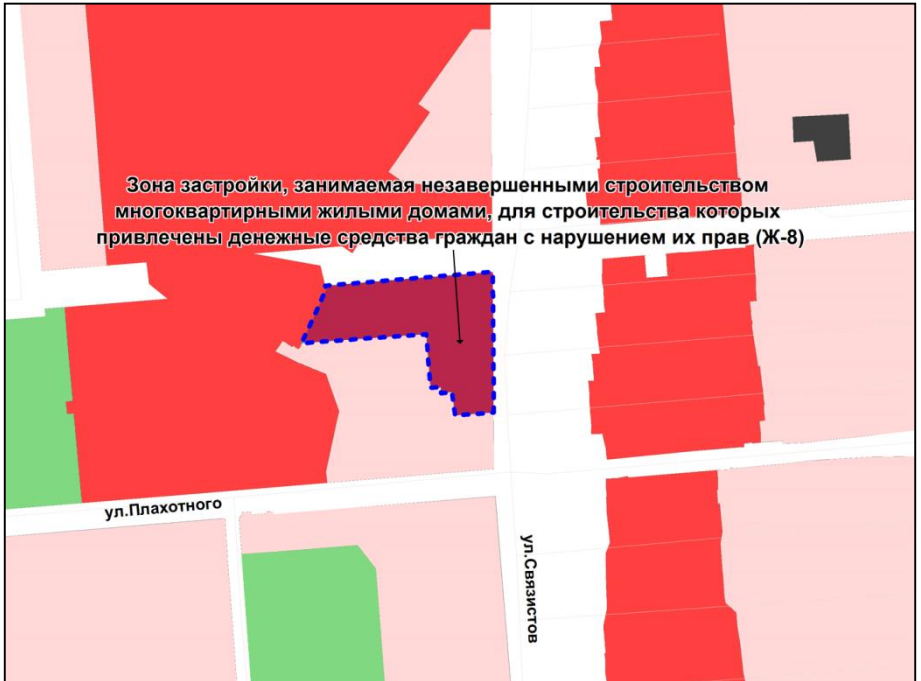 Зона застройки, занимаемая незавершенными строительством
многоквартирными жилыми домами, для строительства которых
привлечены денежные средства граждан с нарушением их прав (Ж-8)
ул.Плахотного
ул.Связистов